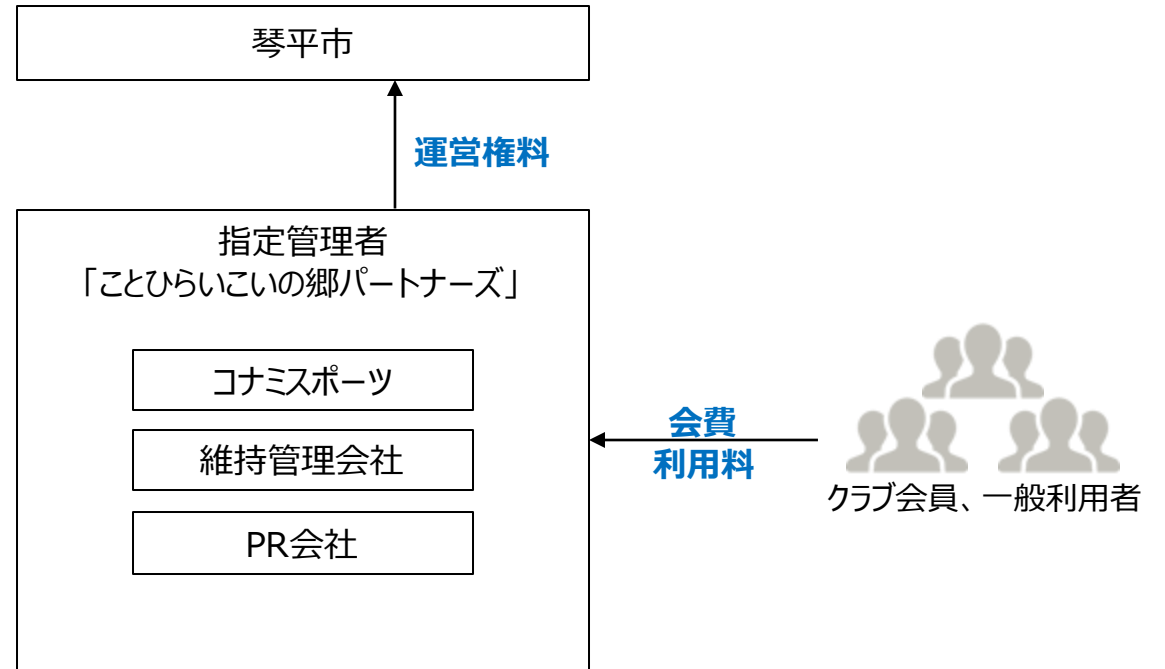 琴平市
運営権料
指定管理者
「ことひらいこいの郷パートナーズ」
コナミスポーツ
維持管理会社
PR会社
会費
利用料
クラブ会員、一般利用者